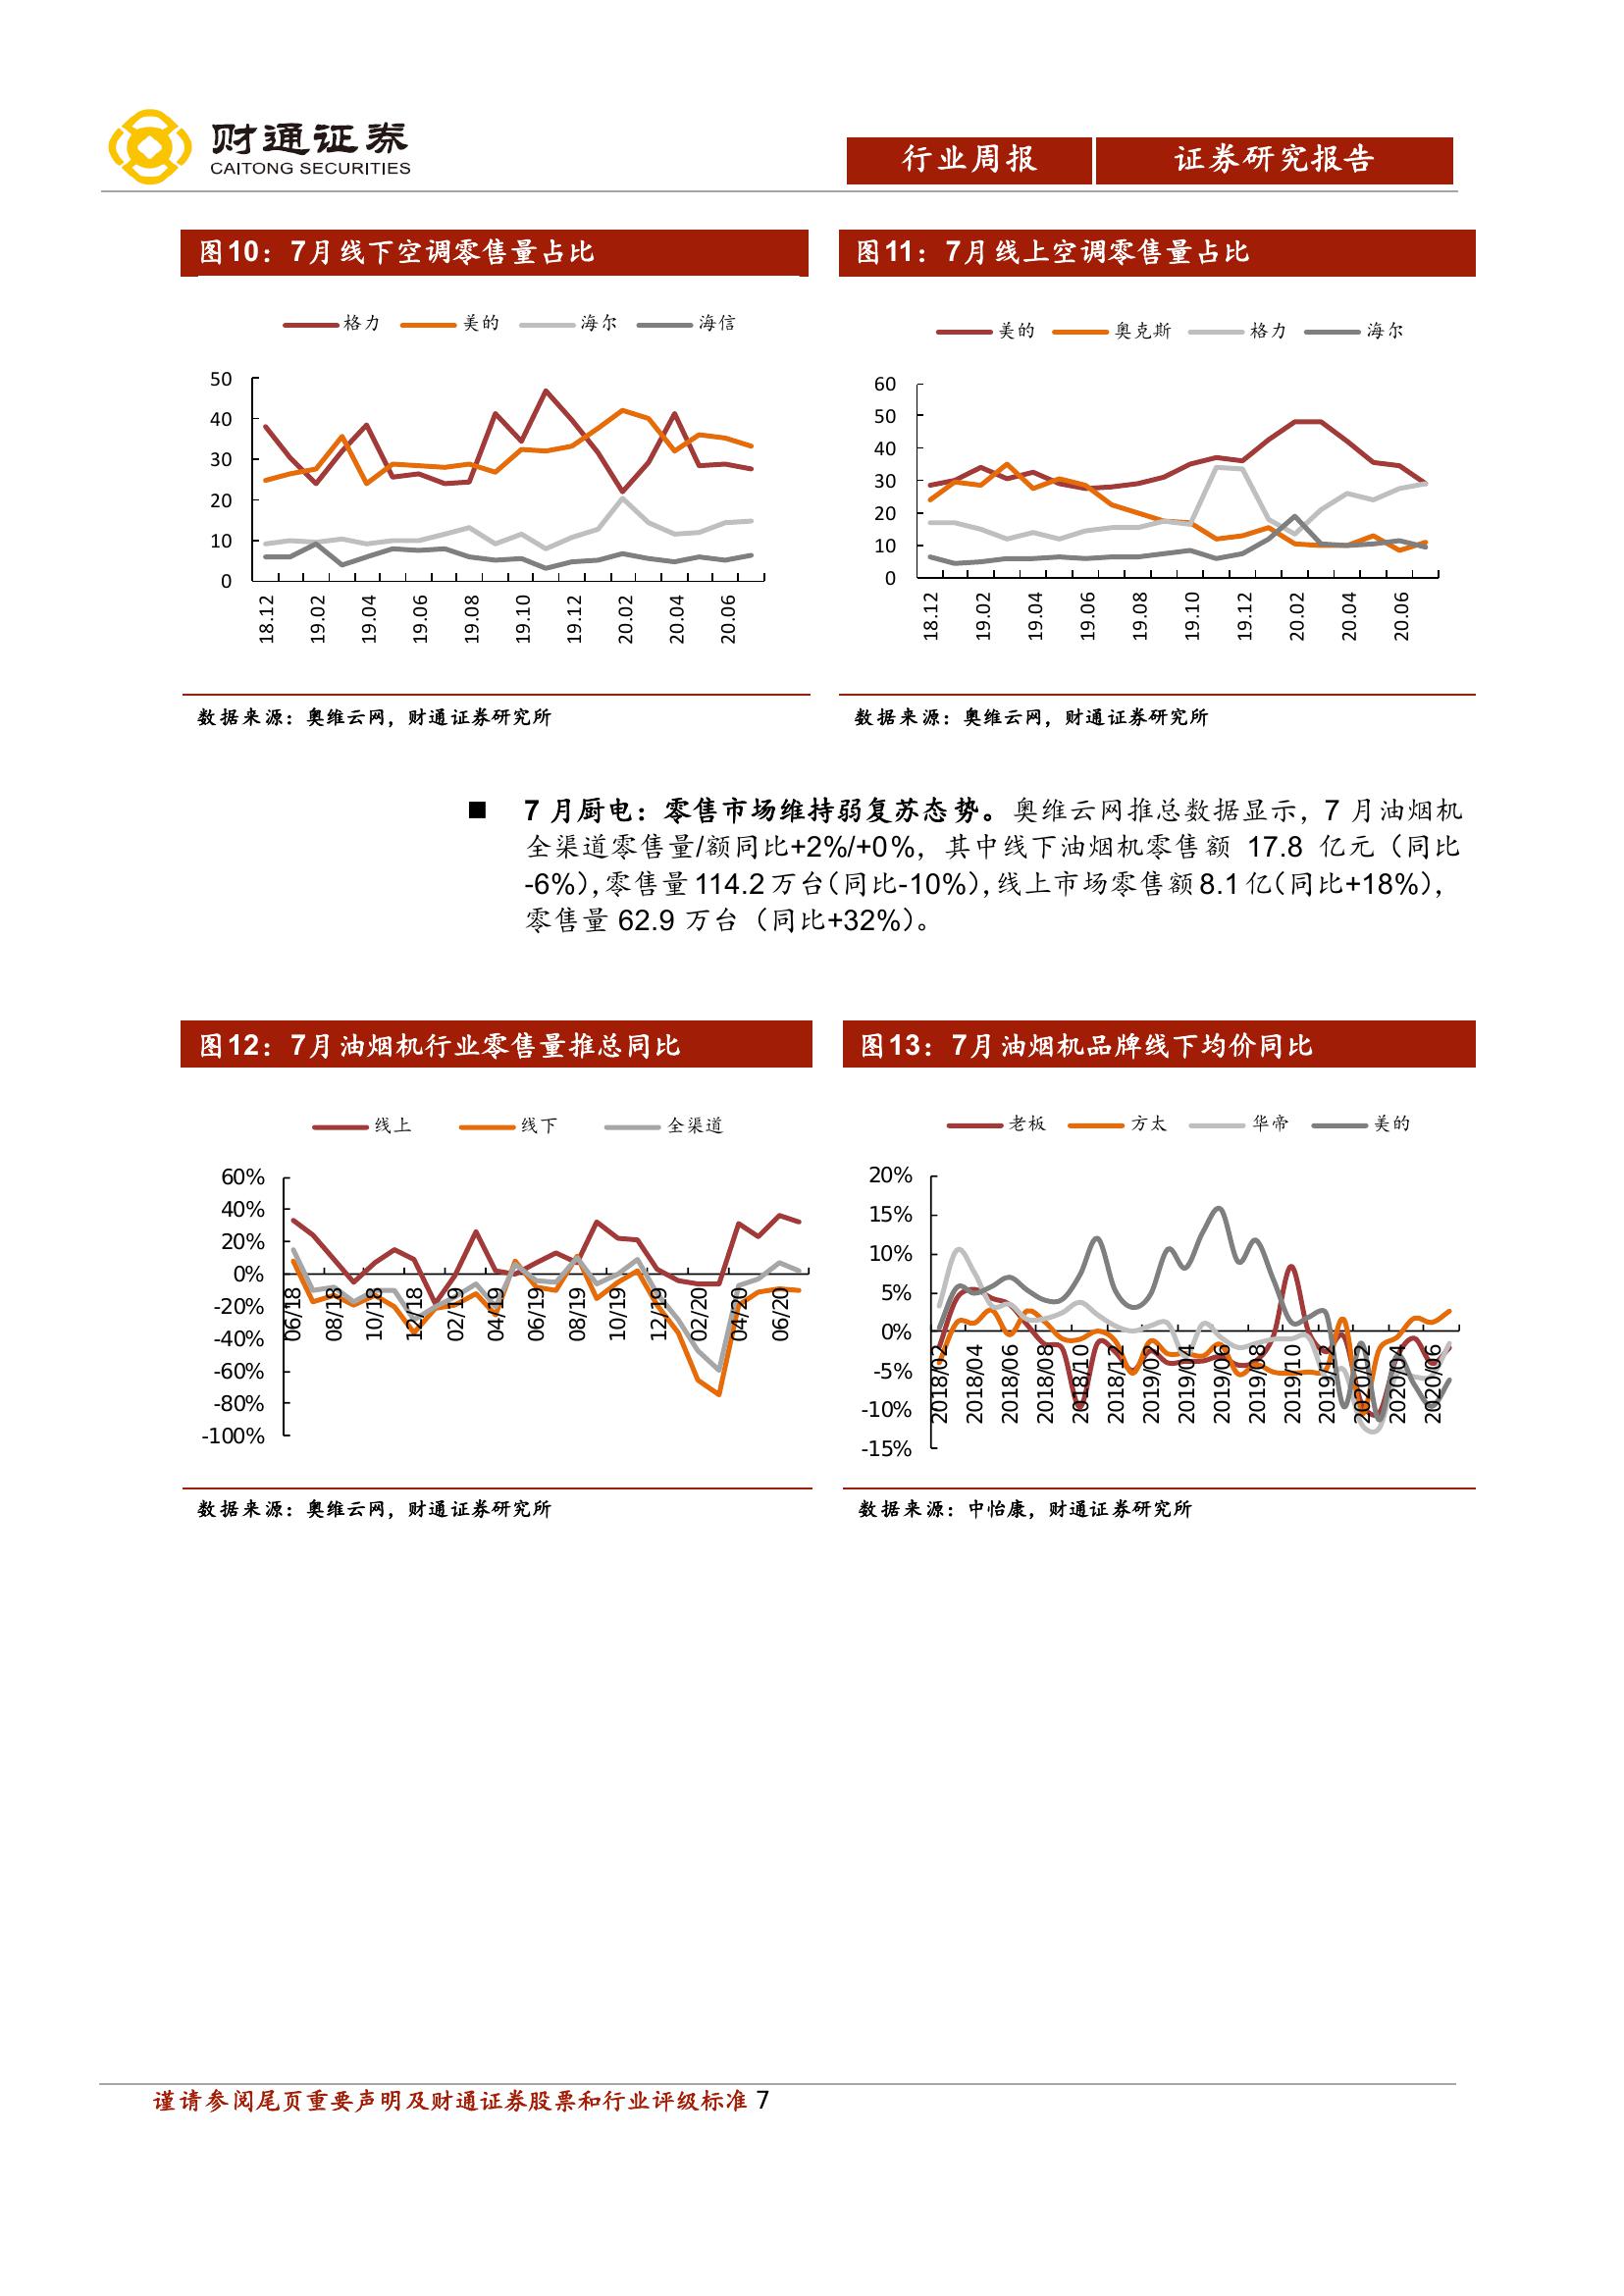 财通证券
CAITONG SECURITIES
行业周报 证券研究报告
图10：7月线下空调零售量占比
格力 美的 海尔 海信
50
40
30
20
10
0
18.12 19.02 19.04 19.06 19.08 19.10 19.12 20.02 20.04 20.06
数据来源：奥维云网，财通证券研究所
图11：7月线上空调零售量占比
美的 奥克斯 格力 海尔
60
50
40
30
20
10
0
18.12 19.02 19.04 19.06 19.08 19.10 19.12 20.02 20.04 20.06
数据来源：奥维云网，财通证券研究所
■ 7 月厨电：零售市场维持弱复苏态势。奥维云网推总数据显示，7 月油烟机
全渠道零售量/额同比+2%/+0%，其中线下油烟机零售额 17.8 亿元（同比
-6%），零售量 114.2 万台（同比-10%），线上市场零售额 8.1 亿（同比+18%），
零售量 62.9 万台（同比+32%）。
图12：7月油烟机行业零售量推总同比
线上 线下 全渠道
60%
40%
20%
0%
-20%
-40%
-60%
-80%
-100%
06/18 08/18 10/18 12/18 02/19 04/19 06/19 08/19 10/19 12/19 02/20 04/20 06/20
数据来源：奥维云网，财通证券研究所
图13：7月油烟机品牌线下均价同比
老板 方太 华帝 美的
20%
15%
10%
5%
0%
-5%
-10%
-15%
2018/02 2018/04 2018/06 2018/08 2018/10 2018/12 2019/02 2019/04 2019/06 2019/08 2019/10 2019/12 2020/02 2020/04 2020/06
数据来源：中怡康，财通证券研究所
谨请参阅尾页重要声明及财通证券股票和行业评级标准 7